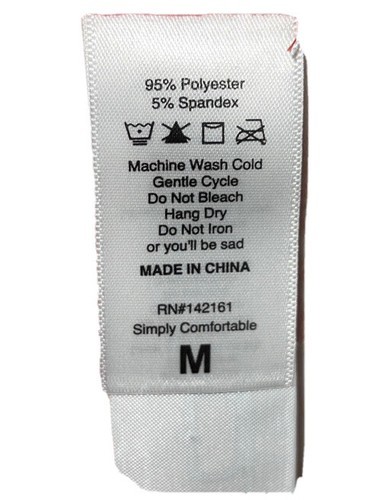 95% Polyester
5% Spandex
Machine Wash Cold
Gentle Cycle
Do Not Bleach
Hang Dry
Do Not Iron
or you'll be sad
MADE IN CHINA
RN#142161
Simply Comfortable
M